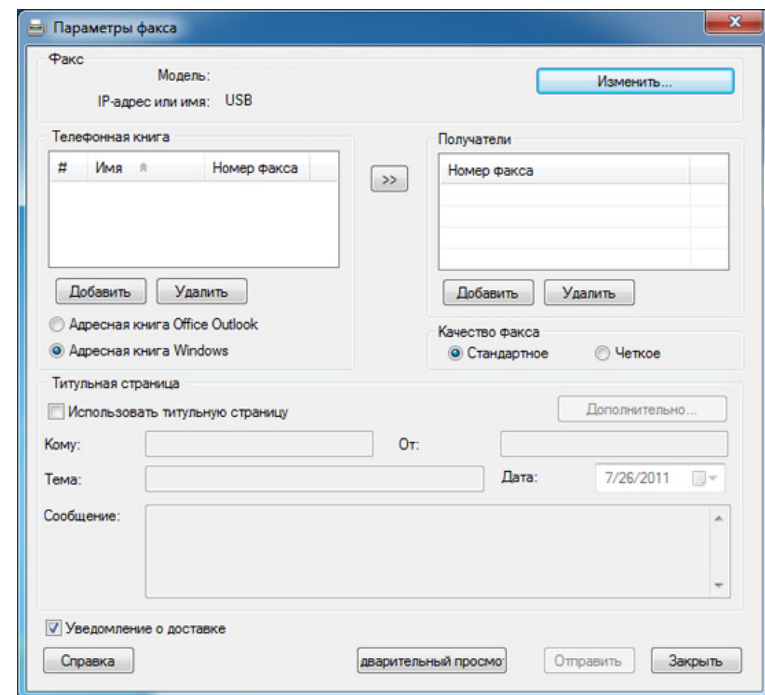 Параметры факса
Факс
Модель:
Изменить...
IP-адрес или имя: USB
Телефонная книга
# Имя Номер факса
>>
Получатели
Номер факса
Добавить Удалить
Добавить Удалить
Адресная книга Office Outlook
Адресная книга Windows
Качество факса
Стандартное Четкое
Титульная страница
Использовать титульную страницу
Дополнительно...
Кому: От:
Тема: Дата: 7/26/2011
Сообщение:
Уведомление о доставке
Справка дварительный просмо Отправить Закрыть